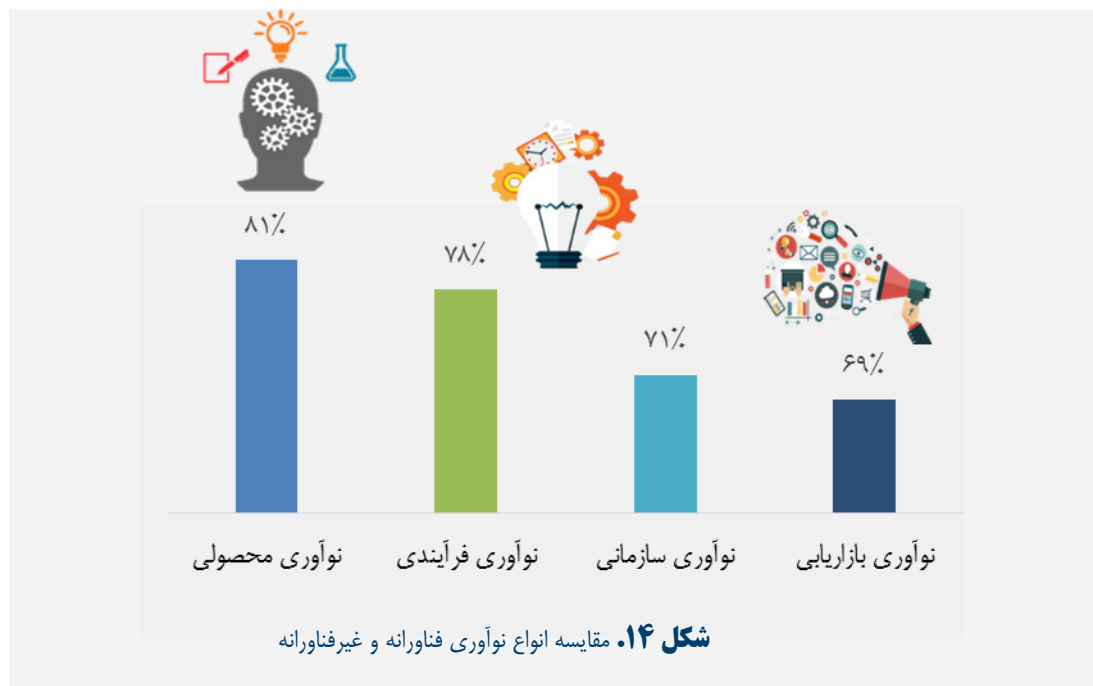 ۸۱٪
۷۸٪
۷۱٪
۶۹٪
نوآوری محصولی
نوآوری فرآیندی
نوآوری سازمانی
نوآوری بازاریابی
شکل ۱۴. مقایسه انواع نوآوری فناورانه و غیرفناورانه